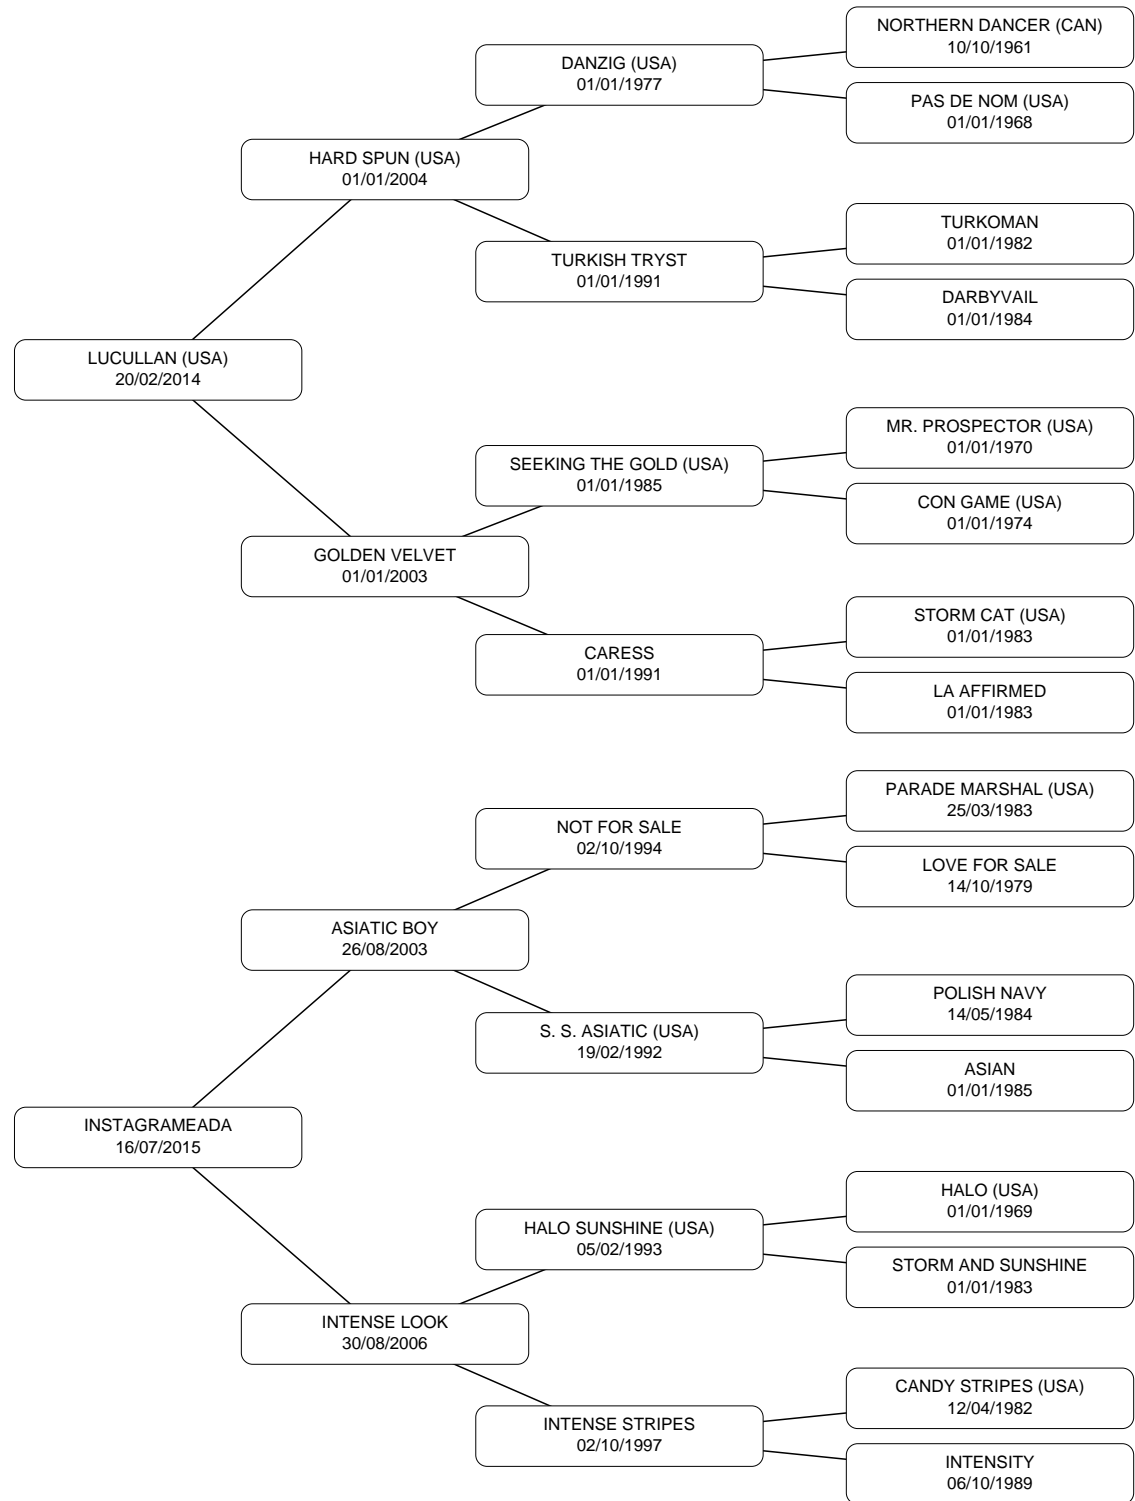 NORTHERN DANCER (CAN)
10/10/1961
DANZIG (USA)
01/01/1977
PAS DE NOM (USA)
01/01/1968
HARD SPUN (USA)
01/01/2004
TURKOMAN
01/01/1982
TURKISH TRYST
01/01/1991
DARBYVAIL
01/01/1984
LUCULLAN (USA)
20/02/2014
MR. PROSPECTOR (USA)
01/01/1970
SEEKING THE GOLD (USA)
01/01/1985
CON GAME (USA)
01/01/1974
GOLDEN VELVET
01/01/2003
STORM CAT (USA)
01/01/1983
CARESS
01/01/1991
LA AFFIRMED
01/01/1983
PARADE MARSHAL (USA)
25/03/1983
NOT FOR SALE
02/10/1994
LOVE FOR SALE
14/10/1979
ASIATIC BOY
26/08/2003
POLISH NAVY
14/05/1984
S. S. ASIATIC (USA)
19/02/1992
ASIAN
01/01/1985
INSTAGRAMEADA
16/07/2015
HALO (USA)
01/01/1969
HALO SUNSHINE (USA)
05/02/1993
STORM AND SUNSHINE
01/01/1983
INTENSE LOOK
30/08/2006
CANDY STRIPES (USA)
12/04/1982
INTENSE STRIPES
02/10/1997
INTENSITY
06/10/1989